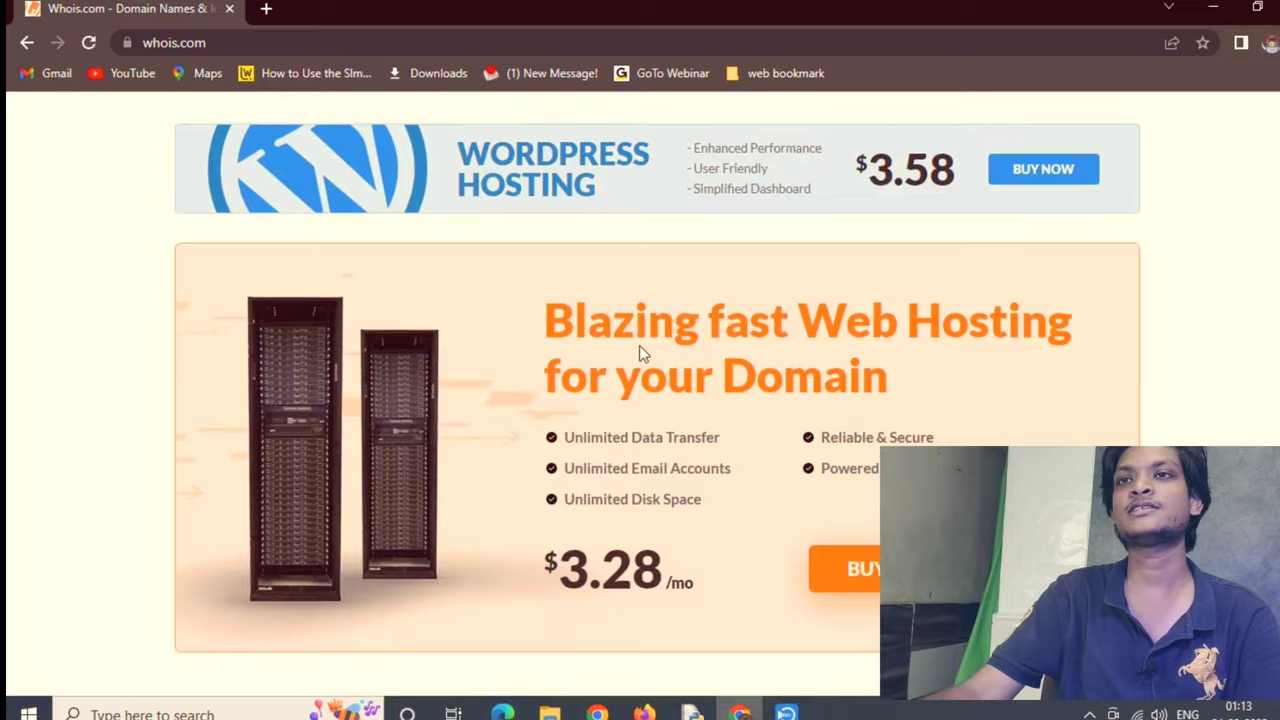 Whois.com - Domain Names &
whois.com
Gmail
YouTube
Maps
How to Use the SIm...
Downloads
(1) New Message!
GoTo Webinar
web bookmark
WORDPRESS
HOSTING
- Enhanced Performance
- User Friendly
- Simplified Dashboard
$3.58
BUY NOW
Blazing fast Web Hosting
for your Domain
Unlimited Data Transfer
Reliable & Secure
Unlimited Email Accounts
Powered
Unlimited Disk Space
$3.28 /mo
BUY
Type here to search
ENG
01:13